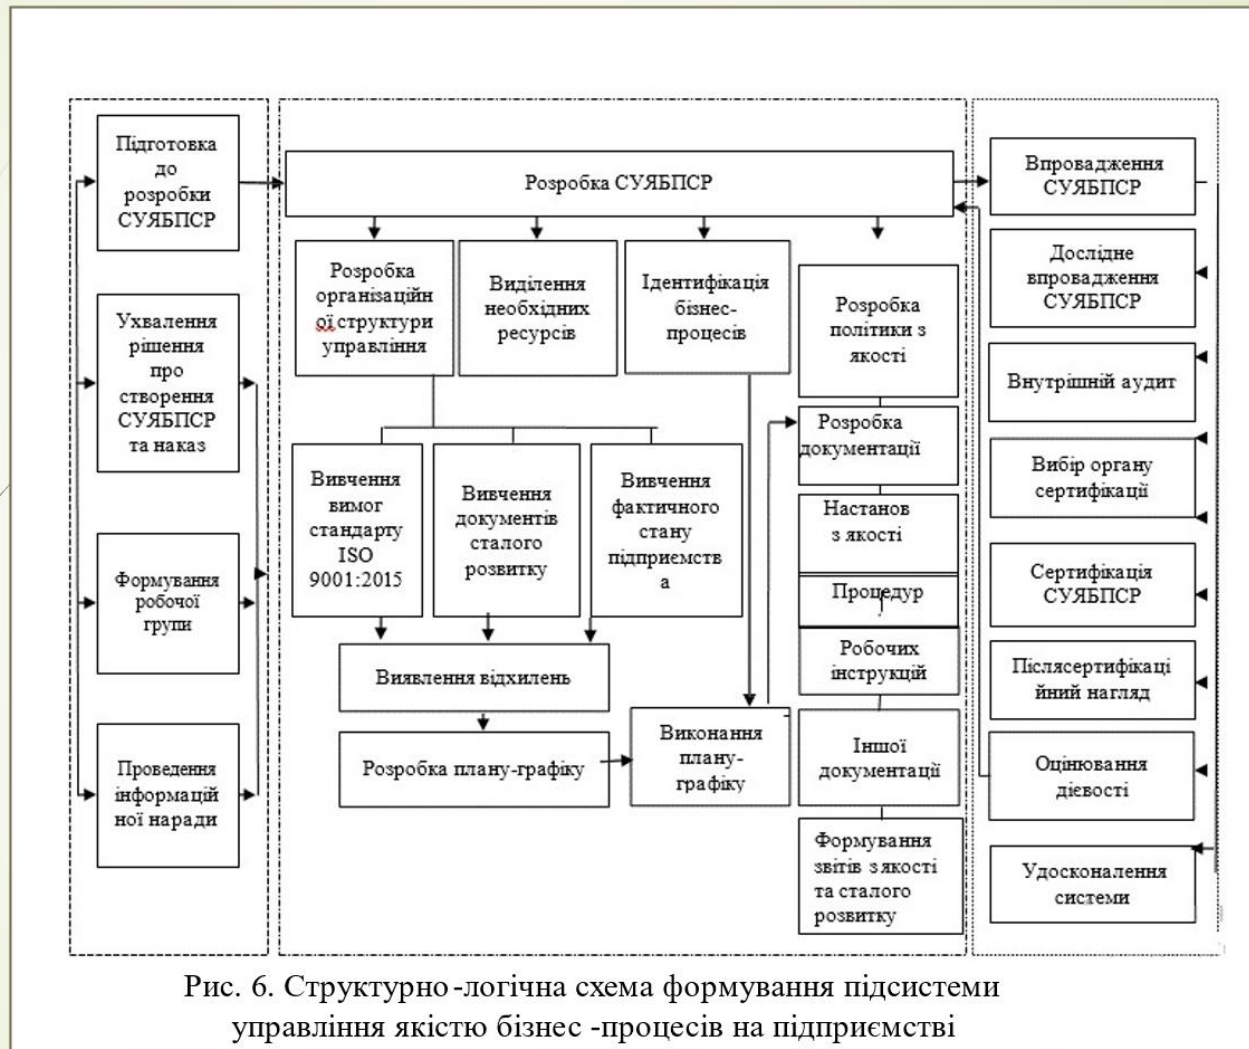 Підготовка
до
розробки
СУЯБПСР
Ухвалення
рішення
про
створення
СУЯБПСР
та наказ
Формування
робочої
групи
Проведення
інформацій
ної наради
Розробка СУЯБПСР
Розробка
організаційн
ої структури
управління
Виділення
необхідних
ресурсів
Ідентифікація
бізнес-
процесів
Розробка
політики з
якості
Вивчення
вимог
стандарту
ISO
9001:2015
Вивчення
документів
сталого
розвитку
Вивчення
фактичного
стану
підприємств
а
Виявлення відхилень
Розробка плану-графіку
Виконання
плану-
графіку
Розробка
документації
Настанов
з якості
Процедур
Робочих
інструкцій
Іншої
документації
Формування
звітів з якості
та сталого
розвитку
Впровадження
СУЯБПСР
Дослідне
впровадження
СУЯБПСР
Внутрішній аудит
Вибір органу
сертифікації
Сертифікація
СУЯБПСР
Післясертифікаці
йний нагляд
Оцінювання
дієвості
Удосконалення
системи
Рис. 6. Структурно-логічна схема формування підсистеми
управління якістю бізнес -процесів на підприємстві